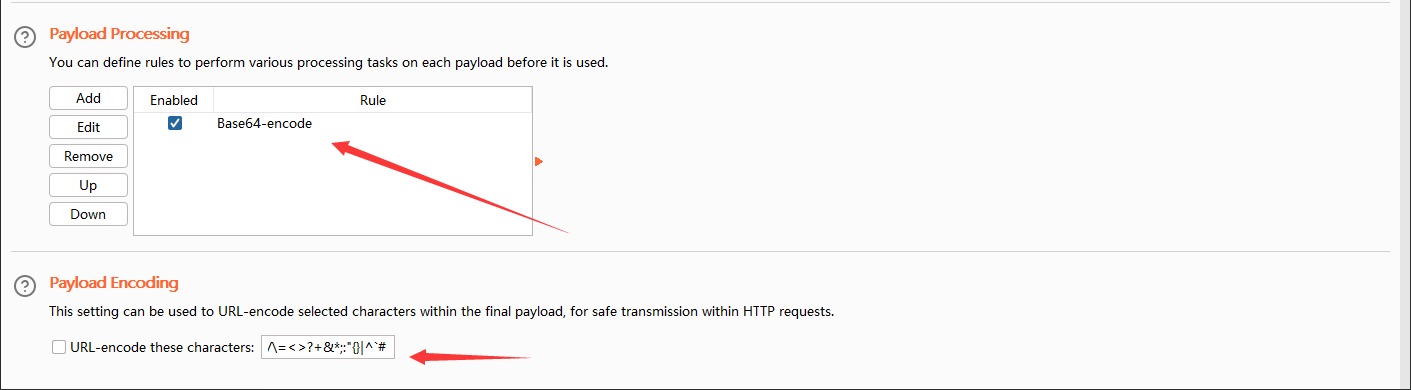 Payload Processing
You can define rules to perform various processing tasks on each payload before it is used.
Add
Enabled Rule
Edit
Base64-encode
Remove
Up
Down
Payload Encoding
This setting can be used to URL-encode selected characters within the final payload, for safe transmission within HTTP requests.
URL-encode these characters: /\=<>?+&*;:"{}|^`#